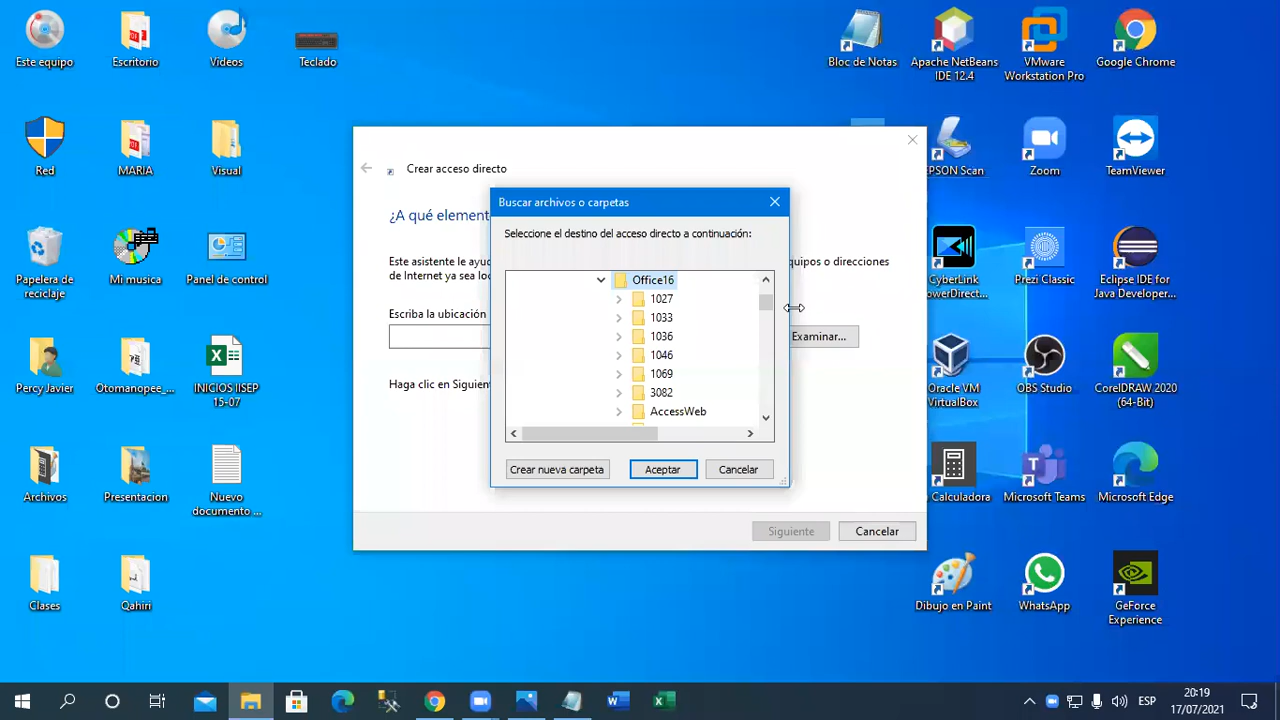 Este equipo
Escritorio
Videos
Teclado
Bloc de Notas
Apache NetBeans
IDE 12.4
VMware
Workstation Pro
Google Chrome
Red
MARIA
Visual
EPSON Scan
Zoom
TeamViewer
Papelera de
reciclaje
Mi musica
Panel de control
CyberLink
PowerDirect...
Prezi Classic
Eclipse IDE for
Java Developer...
Percy Javier
Otomanopee_...
INICIOS IISEP
15-07
Oracle VM
VirtualBox
OBS Studio
CorelDRAW 2020
(64-Bit)
Archivos
Presentacion
Nuevo
documento ...
Calculadora
Microsoft Teams
Microsoft Edge
Clases
Qahiri
Dibujo en Paint
WhatsApp
GeForce
Experience
Crear acceso directo
¿A qué element
Este asistente le ayu
quipos o direcciones
de Internet ya sea loc
Escriba la ubicación
Examinar...
Haga clic en Siguien
Siguiente
Cancelar
Buscar archivos o carpetas
Seleccione el destino del acceso directo a continuación:
Office16
1027
1033
1036
1046
1069
3082
AccessWeb
Crear nueva carpeta
Aceptar
Cancelar
ESP
20:19
17/07/2021